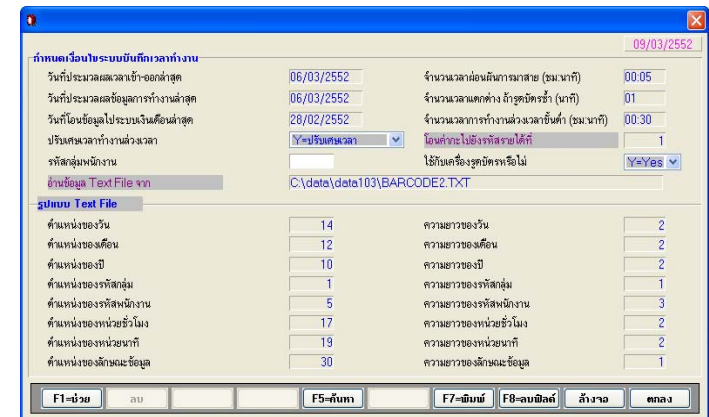 09/03/2552
กำหนดเงื่อนไขระบบบันทึกเวลาทำงาน
วันที่ประมวลผลเวลาเข้า-ออกล่าสุด 06/03/2552 จำนวนเวลาผ่อนผันการมาสาย (ชม:นาที) 00:05
วันที่ประมวลผลข้อมูลการทำงานล่าสุด 06/03/2552 จำนวนเวลาแตกต่าง ถ้ารูดบัตรซ้ำ (นาที) 01
วันที่โอนข้อมูลไประบบเงินเดือนล่าสุด 28/02/2552 จำนวนเวลาการทำงานล่วงเวลาขั้นต่ำ (ชม:นาที) 00:30
ปรับเศษเวลาทำงานล่วงเวลา Y=ปรับเศษเวลา โอนค่ากะไปยังรหัสรายได้ที่ 1
รหัสกลุ่มพนักงาน ใช้กับเครื่องรูดบัตรหรือไม่ Y=Yes
อ่านข้อมูล Text File จาก C:\data\data103\BARCODE2.TXT
รูปแบบ Text File
ตำแหน่งของวัน 14 ความยาวของวัน 2
ตำแหน่งของเดือน 12 ความยาวของเดือน 2
ตำแหน่งของปี 10 ความยาวของปี 2
ตำแหน่งของรหัสกลุ่ม 1 ความยาวของรหัสกลุ่ม 1
ตำแหน่งของรหัสพนักงาน 5 ความยาวของรหัสพนักงาน 3
ตำแหน่งของหน่วยชั่วโมง 17 ความยาวของหน่วยชั่วโมง 2
ตำแหน่งของหน่วยนาที 19 ความยาวของหน่วยนาที 2
ตำแหน่งของลักษณะข้อมูล 30 ความยาวของลักษณะข้อมูล 1
F1=ช่วย ลบ F5=ค้นหา F7=พิมพ์ F8=ลบฟิลด์ ล้างจอ ตกลง